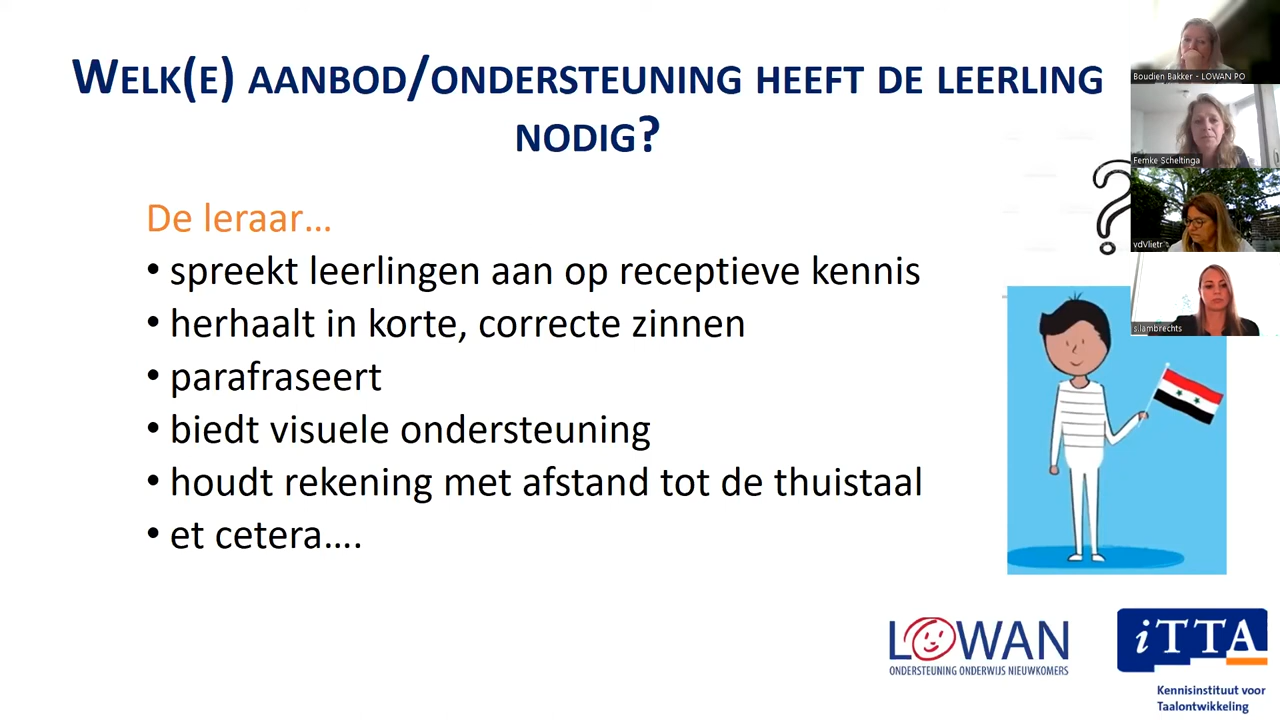 WELK(E) AANBOD/ONDERSTEUNING HEEFT DE LEERLING
NODIG?
De leraar…
• spreekt leerlingen aan op receptieve kennis
• herhaalt in korte, correcte zinnen
• parafraseert
• biedt visuele ondersteuning
• houdt rekening met afstand tot de thuistaal
• et cetera….
?
Boudien Bakker - LOWAN PO
Femke Scheltinga
vdVlietr
s.lambrechts
LOWAN
ONDERSTEUNING ONDERWIJS NIEUWKOMERS
iTTA
Kennisinstituut voor
Taalontwikkeling